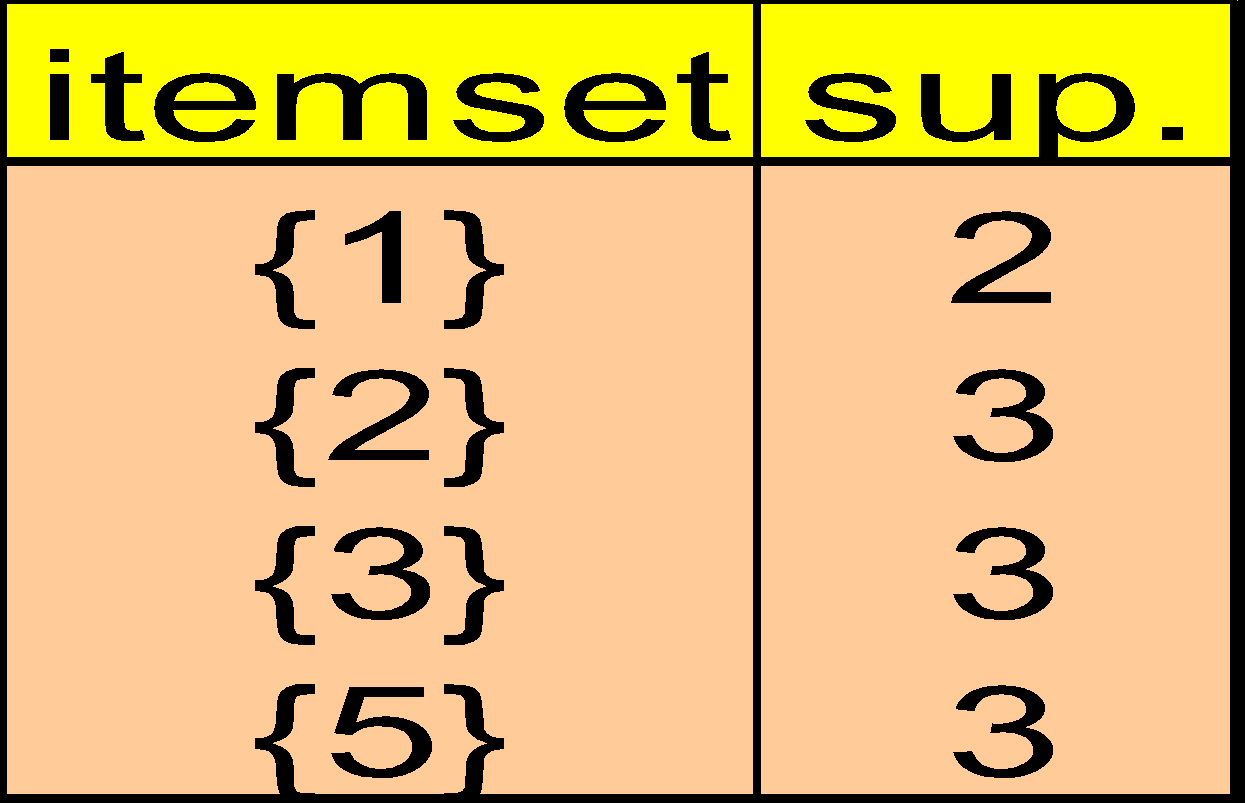 itemset sup.
{1} 2
{2} 3
{3} 3
{5} 3